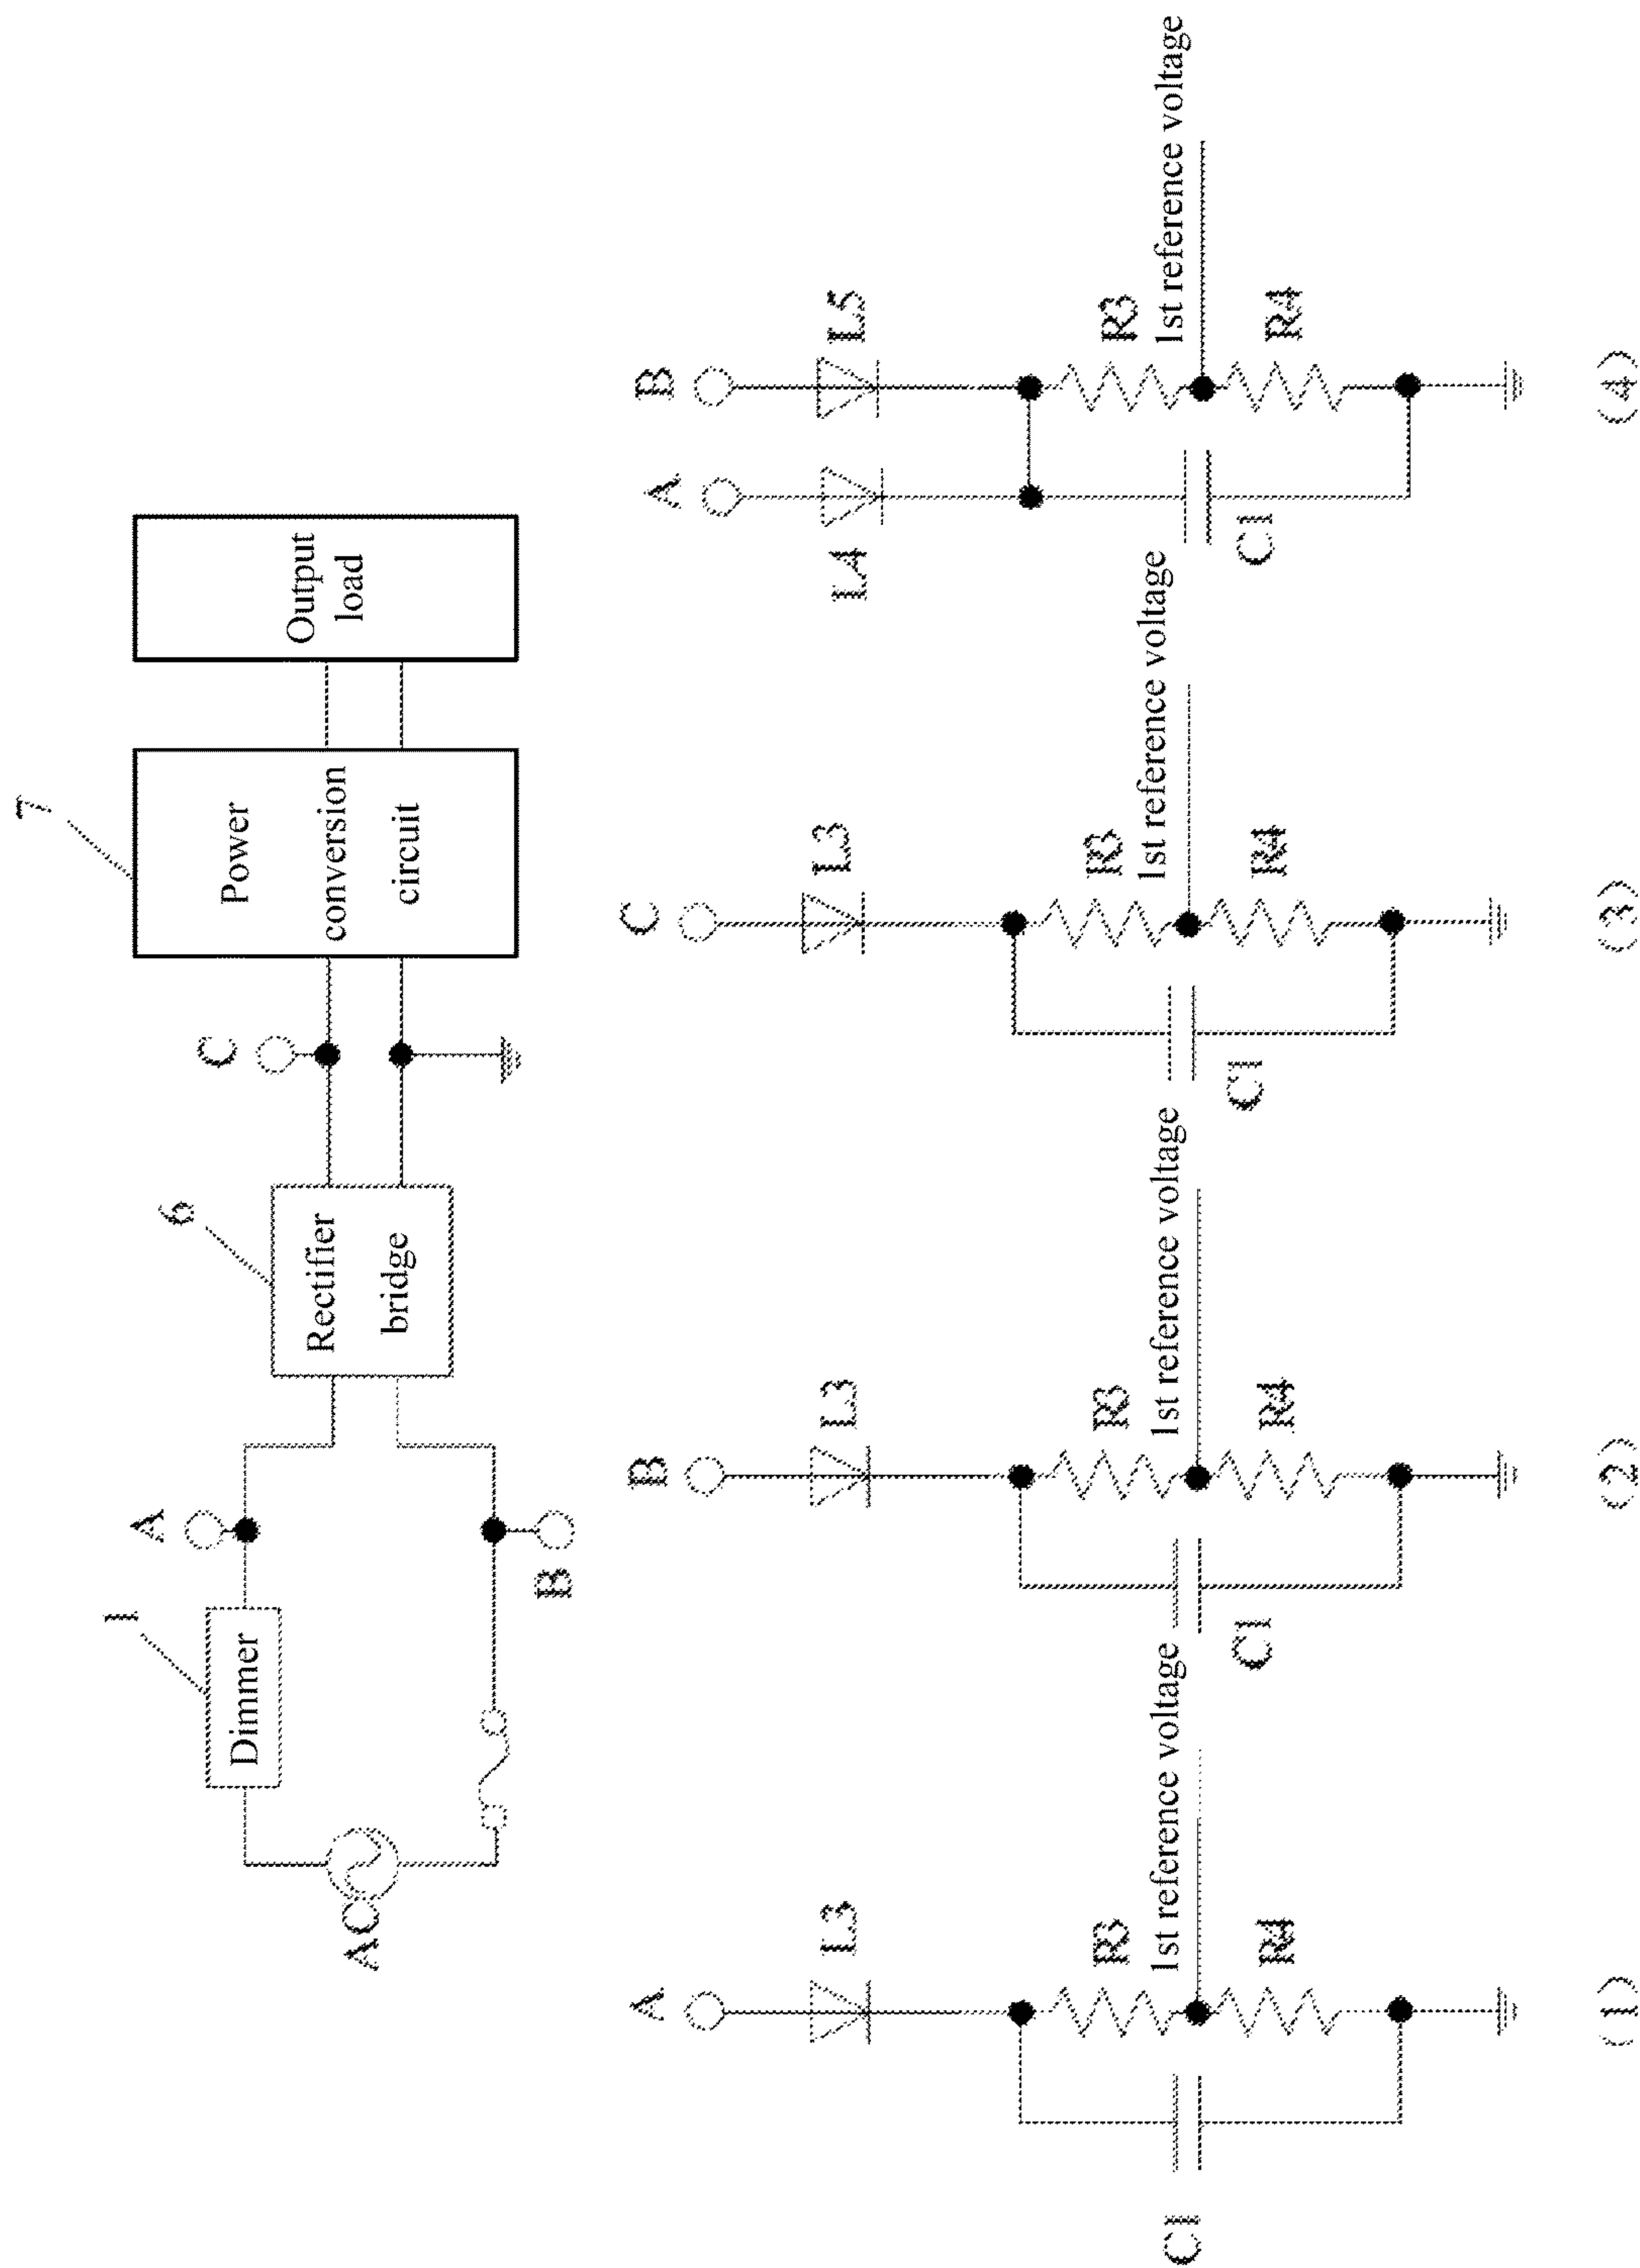 7
6
1
A
C
Dimmer
Rectifier
bridge
Power
conversion
circuit
Output
load
AC
B
A
L3
R3
1st reference voltage
R4
C1
(1)
B
L3
R3
1st reference voltage
R4
C1
(2)
C
L3
R3
1st reference voltage
R4
C1
(3)
A
B
L4
L5
R3
1st reference voltage
R4
C1
(4)